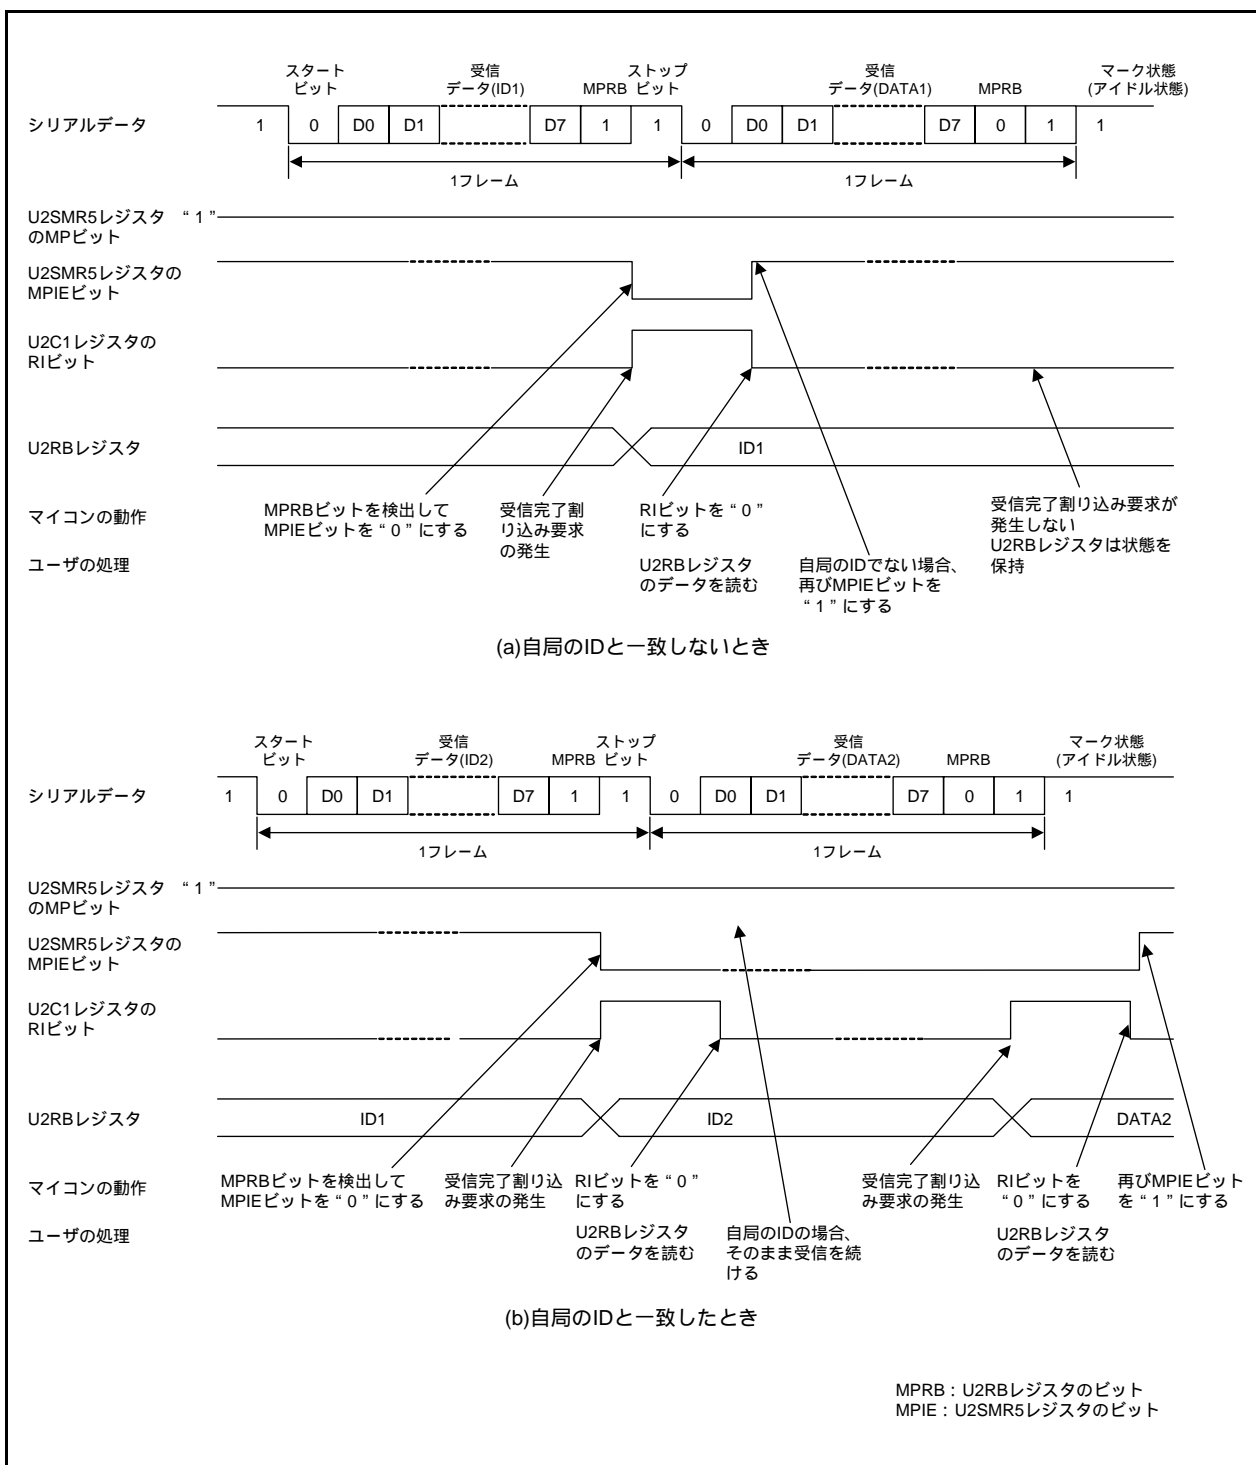 スタート
ビット
受信
データ(ID1)
MPRB
ストップ
ビット
受信
データ(DATA1)
MPRB
マーク状態
(アイドル状態)
シリアルデータ
1 0 D0 D1 D7 1 1 0 D0 D1 D7 0 1 1
1フレーム 1フレーム
U2SMR5レジスタ “ 1 ”
のMPビット
U2SMR5レジスタの
MPIEビット
U2C1レジスタの
RIビット
U2RBレジスタ
ID1
マイコンの動作
MPRBビットを検出して
MPIEビットを “ 0 ” にする
受信完了割
り込み要求
の発生
RIビットを “ 0 ”
にする
受信完了割り込み要求が
発生しない
U2RBレジスタは状態を
保持
ユーザの処理
U2RBレジスタ
のデータを読む
自局のIDでない場合、
再びMPIEビットを
“ 1 ” にする
(a)自局のIDと一致しないとき
スタート
ビット
受信
データ(ID2)
MPRB
ストップ
ビット
受信
データ(DATA2)
MPRB
マーク状態
(アイドル状態)
シリアルデータ
1 0 D0 D1 D7 1 1 0 D0 D1 D7 0 1 1
1フレーム 1フレーム
U2SMR5レジスタ “ 1 ”
のMPビット
U2SMR5レジスタの
MPIEビット
U2C1レジスタの
RIビット
U2RBレジスタ
ID1 ID2 DATA2
マイコンの動作
MPRBビットを検出して
MPIEビットを “ 0 ” にする
受信完了割り込
み要求の発生
RIビットを “ 0 ”
にする
受信完了割り込
み要求の発生
RIビットを
“ 0 ” にする
再びMPIEビット
を “ 1 ” にする
ユーザの処理
U2RBレジスタ
のデータを読む
自局のIDの場合、
そのまま受信を続
ける
U2RBレジスタ
のデータを読む
(b)自局のIDと一致したとき
MPRB : U2RBレジスタのビット
MPIE : U2SMR5レジスタのビット